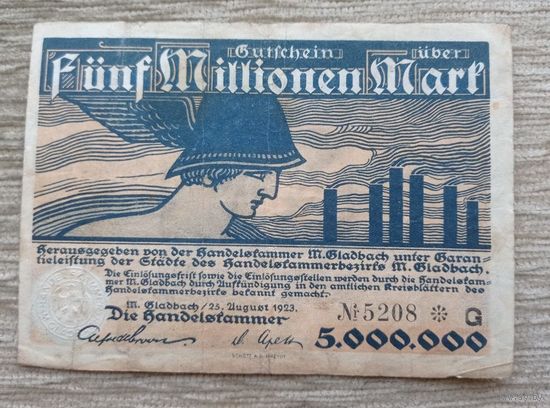 Gutschein über
Fünf Millionen Mark
Herausgegeben von der Handelskammer M. Gladbach unter Garan-
tieleistung der Städte des Handelskammerbezirks M. Gladbach.
Die Einlösungsfrist sowie die Einlösungsstellen werden durch die Handelskam-
mer M. Gladbach durch Aufkündigung in den amtlichen Kreisblättern des
Handelskammerbezirks bekannt gemacht.
M. Gladbach / 25. August 1923.
Die Handelskammer
№ 5208 * G
5.000.000